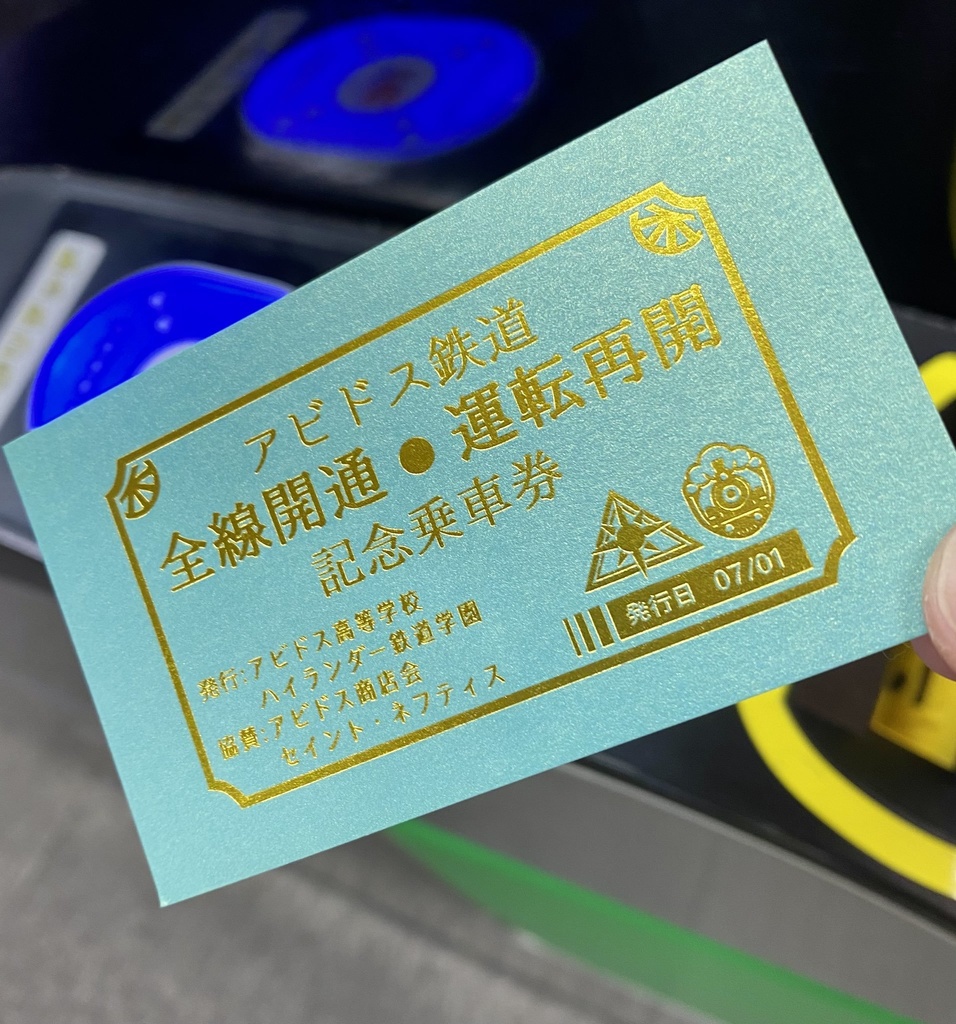 アビドス鉄道
全線開通●運転再開
記念乗車券
発行:アビドス高等学校
ハイランダー鉄道学園
協賛:アビドス商店会
セイント・ネフティス
発行日 07/01